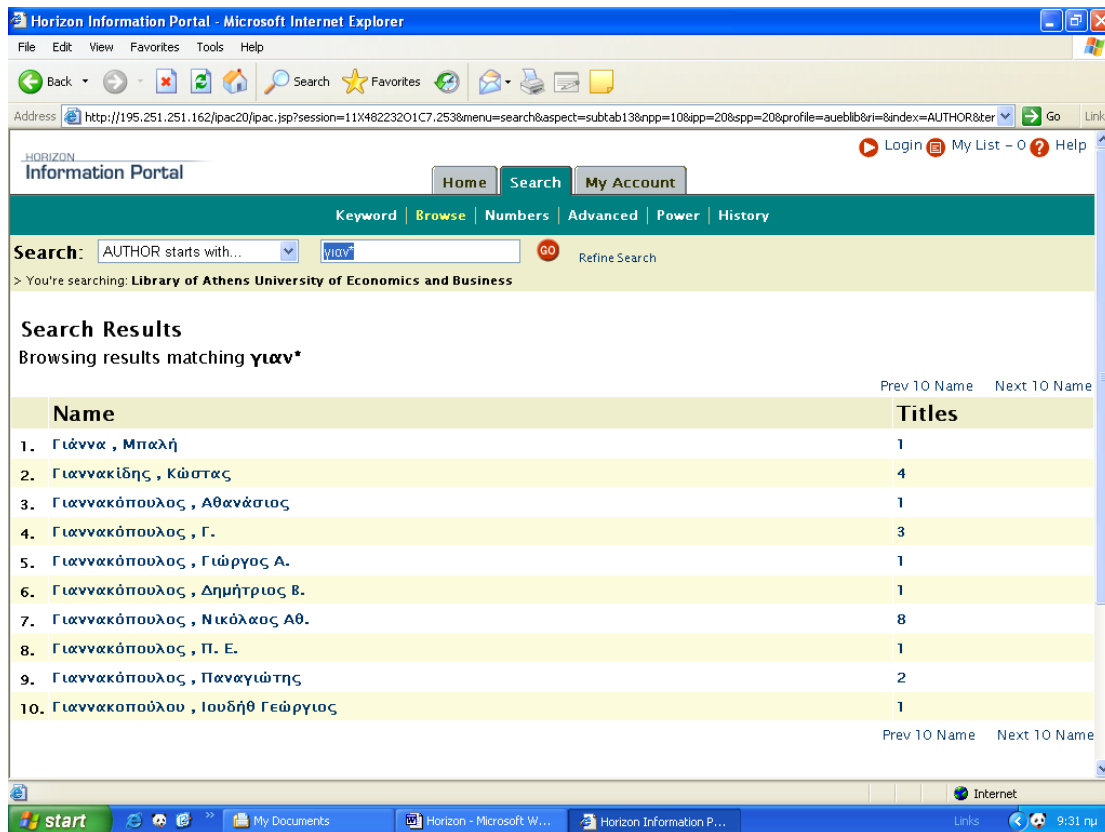 Horizon Information Portal - Microsoft Internet Explorer
File Edit View Favorites Tools Help
Back Search Favorites
Address http://195.251.251.162/ipac20/ipac.jsp?session=11X482232O1C7.253&menu=search&aspect=subtab13&npp=10&ipp=20&spp=20&profile=aueblib&ri=&index=AUTHOR&ter Go Link
HORIZON
Information Portal
Login My List - 0 Help
Home Search My Account
Keyword | Browse | Numbers | Advanced | Power | History
Search: AUTHOR starts with... γιαν* GO Refine Search
> You're searching: Library of Athens University of Economics and Business
Search Results
Browsing results matching γιαν*
Prev 10 Name Next 10 Name
Name Titles
1. Γιάννα , Μπαλή 1
2. Γιαννακίδης , Κώστας 4
3. Γιαννακόπουλος , Αθανάσιος 1
4. Γιαννακόπουλος , Γ. 3
5. Γιαννακόπουλος , Γιώργος Α. 1
6. Γιαννακόπουλος , Δημήτριος Β. 1
7. Γιαννακόπουλος , Νικόλαος Αθ. 8
8. Γιαννακόπουλος , Π. Ε. 1
9. Γιαννακόπουλος , Παναγιώτης 2
10. Γιαννακοπούλου , Ιουδήθ Γεώργιος 1
Prev 10 Name Next 10 Name
Internet
start My Documents Horizon - Microsoft W... Horizon Information P... Links 9:31 πμ